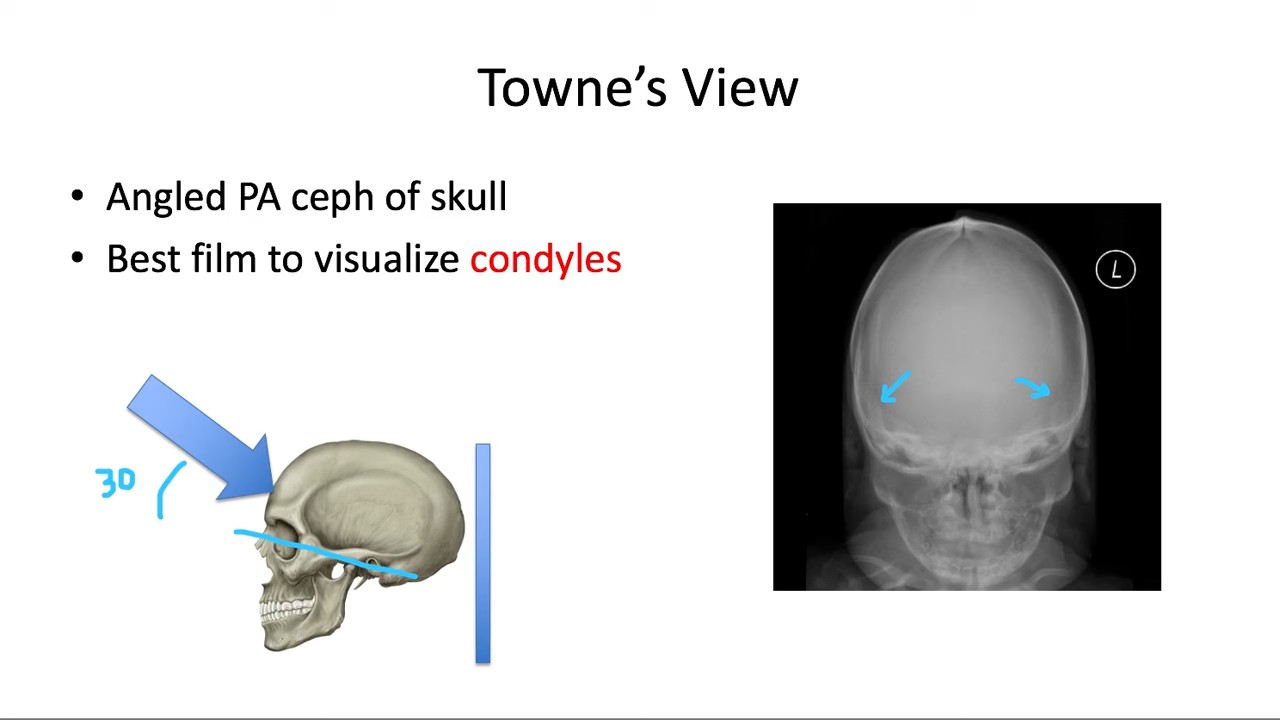 Towne’s View
• Angled PA ceph of skull
• Best film to visualize condyles
L
30